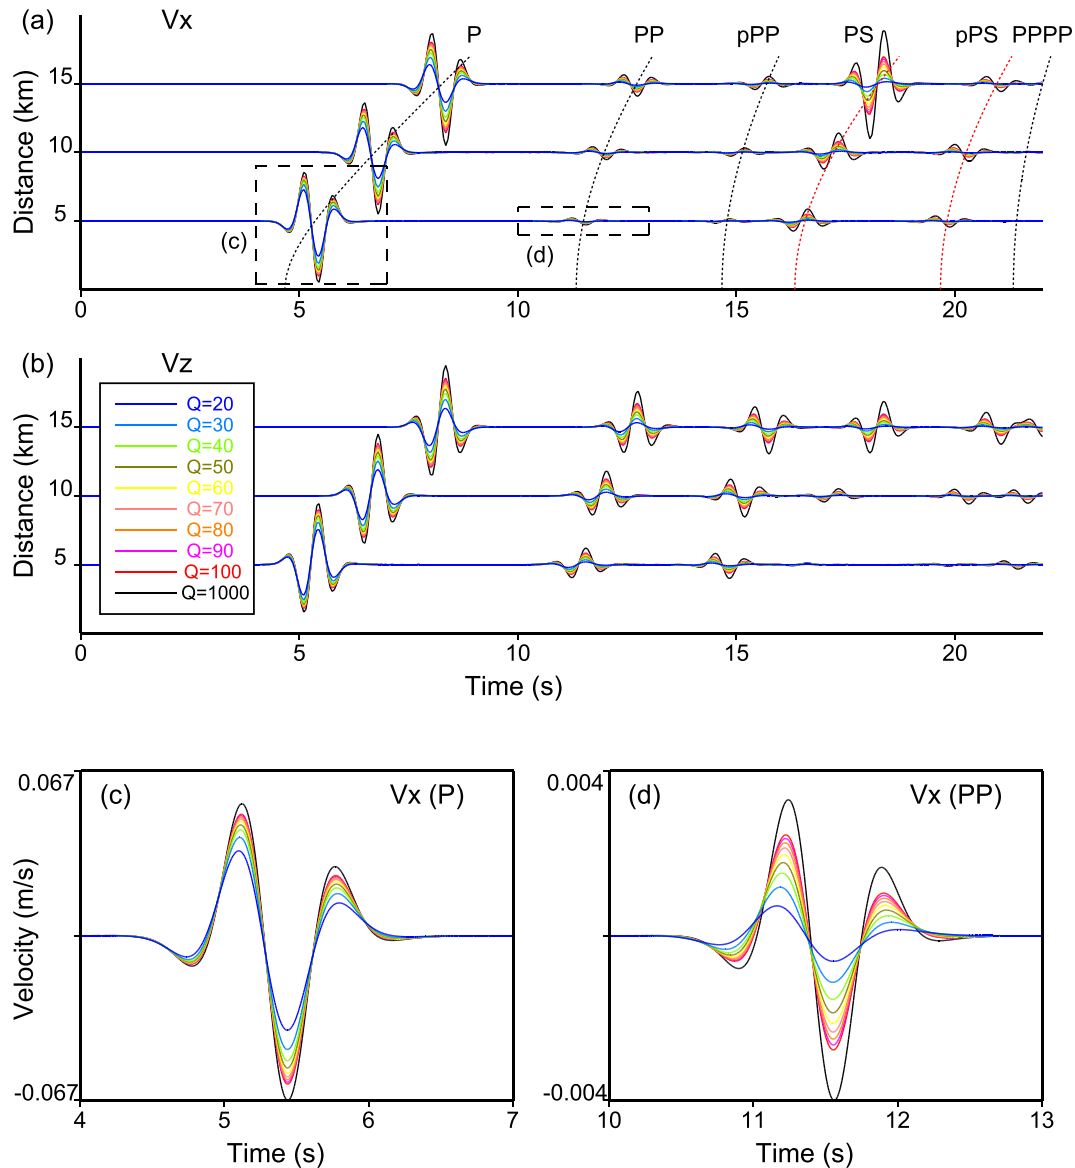 (a)
Vx
P
PP
pPP
PS
pPS
PPPP
Distance (km)
15
10
5
(c)
(d)
0
5
10
15
20
(b)
Vz
Q=20
Q=30
Q=40
Q=50
Q=60
Q=70
Q=80
Q=90
Q=100
Q=1000
Distance (km)
15
10
5
0
5
10
15
20
Time (s)
0.067
(c)
Vx (P)
Velocity (m/s)
-0.067
4
5
6
7
Time (s)
0.004
(d)
Vx (PP)
-0.004
10
11
12
13
Time (s)